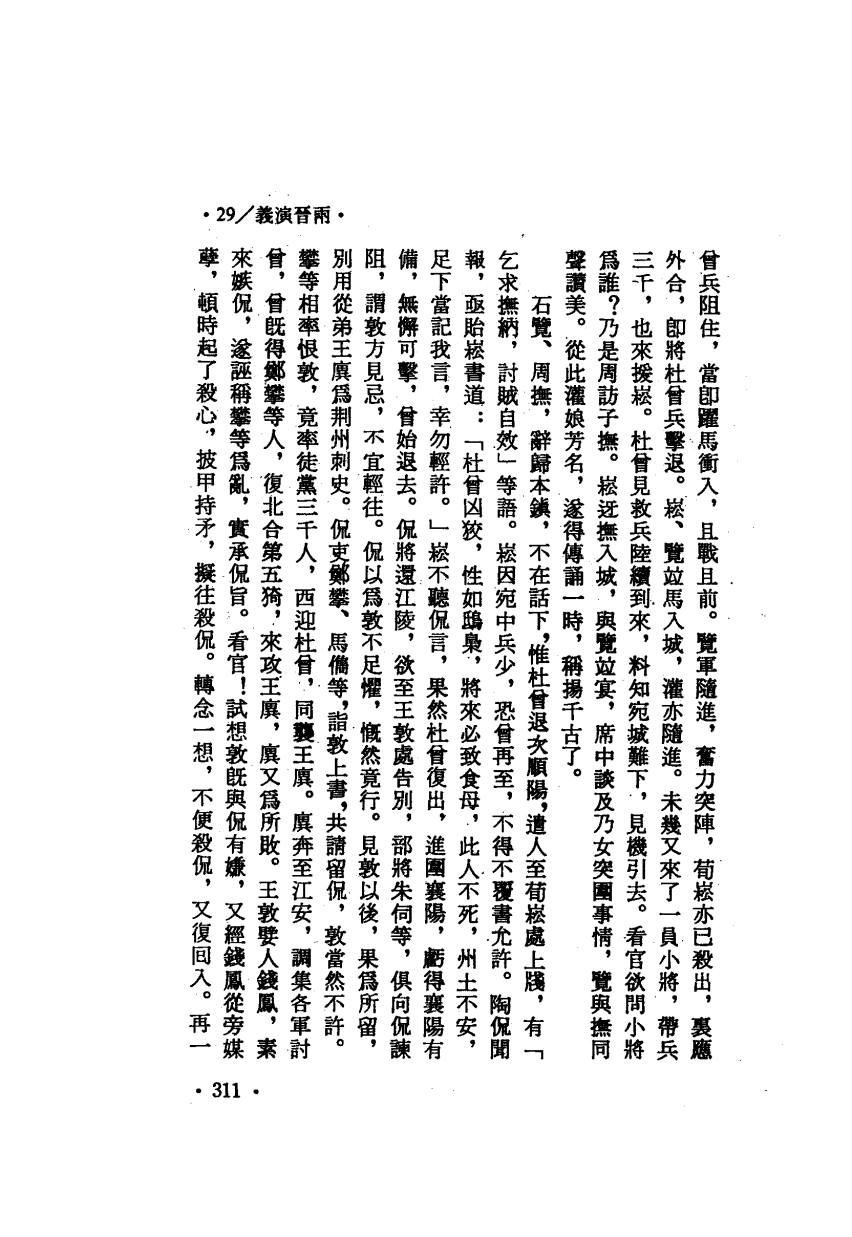 ·29／義演晉兩·
曾兵阻住，當卽躍馬衝入，且戰且前。覽軍隨進，奮力突陣，荀崧亦已殺出，裏應
外合，卽將杜曾兵擊退。崧、覽竝馬入城，灌亦隨進。未幾又來了一員小將，帶兵
三千，也來援崧。杜曾見救兵陸續到來，料知宛城難下，見機引去。看官欲問小將
爲誰？乃是周訪子撫。崧迓撫入城，與覽竝宴，席中談及乃女突圍事情，覽與撫同
聲讚美。從此灌娘芳名，遂得傳誦一時，稱揚千古了。
石覽、周撫，辭歸本鎭，不在話下，惟杜曾退次順陽，遣人至荀崧處上牋，有「
乞求撫納，討賊自效」等語。崧因宛中兵少，恐曾再至，不得不覆書允許。陶侃聞
報，亟貽崧書道：「杜曾凶狡，性如鴟梟，將來必致食母，此人不死，州土不安，
足下當記我言，幸勿輕許。」崧不聽侃言，果然杜曾復出，進圍襄陽，虧得襄陽有
備，無懈可擊，曾始退去。侃將還江陵，欲至王敦處告別，部將朱伺等，俱向侃諫
阻，謂敦方見忌，不宜輕往。侃以爲敦不足懼，慨然竟行。見敦以後，果爲所留，
別用從弟王廙爲荆州刺史。侃吏鄭攀、馬儁等，詣敦上書，共請留侃，敦當然不許。
攀等相率恨敦，竟率徒黨三千人，西迎杜曾，同襲王廙。廙奔至江安，調集各軍討
曾，曾旣得鄭攀等人，復北合第五猗，來攻王廙，廙又爲所敗。王敦嬖人錢鳳，素
來嫉侃，遂誣稱攀等爲亂，實承侃旨。看官！試想敦旣與侃有嫌，又經錢鳳從旁媒
孽，頓時起了殺心，披甲持矛，擬往殺侃。轉念一想，不便殺侃，又復囘入。再一
·311·